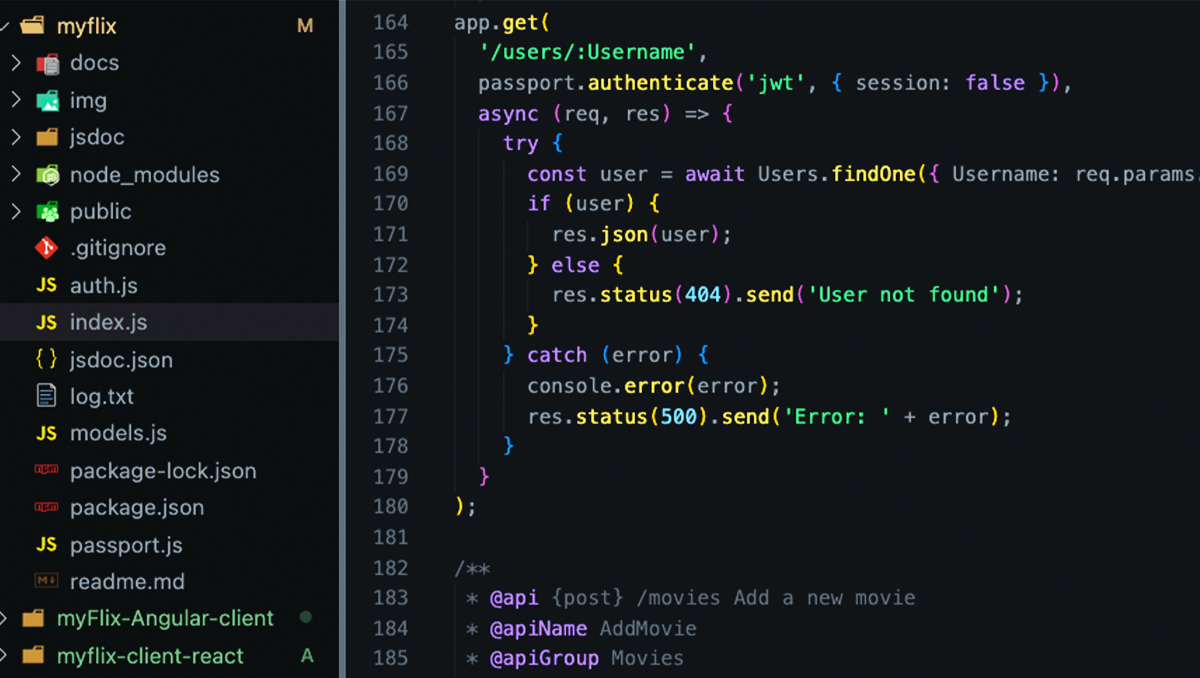 myflix M
docs
img
jsdoc
node_modules
public
.gitignore
JS auth.js
JS index.js
{ } jsdoc.json
log.txt
JS models.js
package-lock.json
package.json
JS passport.js
M↓ readme.md
myFlix-Angular-client
myflix-client-react A
164 app.get(
165 '/users/:Username',
166 passport.authenticate('jwt', { session: false }),
167 async (req, res) => {
168 try {
169 const user = await Users.findOne({ Username: req.params.
170 if (user) {
171 res.json(user);
172 } else {
173 res.status(404).send('User not found');
174 }
175 } catch (error) {
176 console.error(error);
177 res.status(500).send('Error: ' + error);
178 }
179 }
180 );
181
182 /**
183 * @api {post} /movies Add a new movie
184 * @apiName AddMovie
185 * @apiGroup Movies